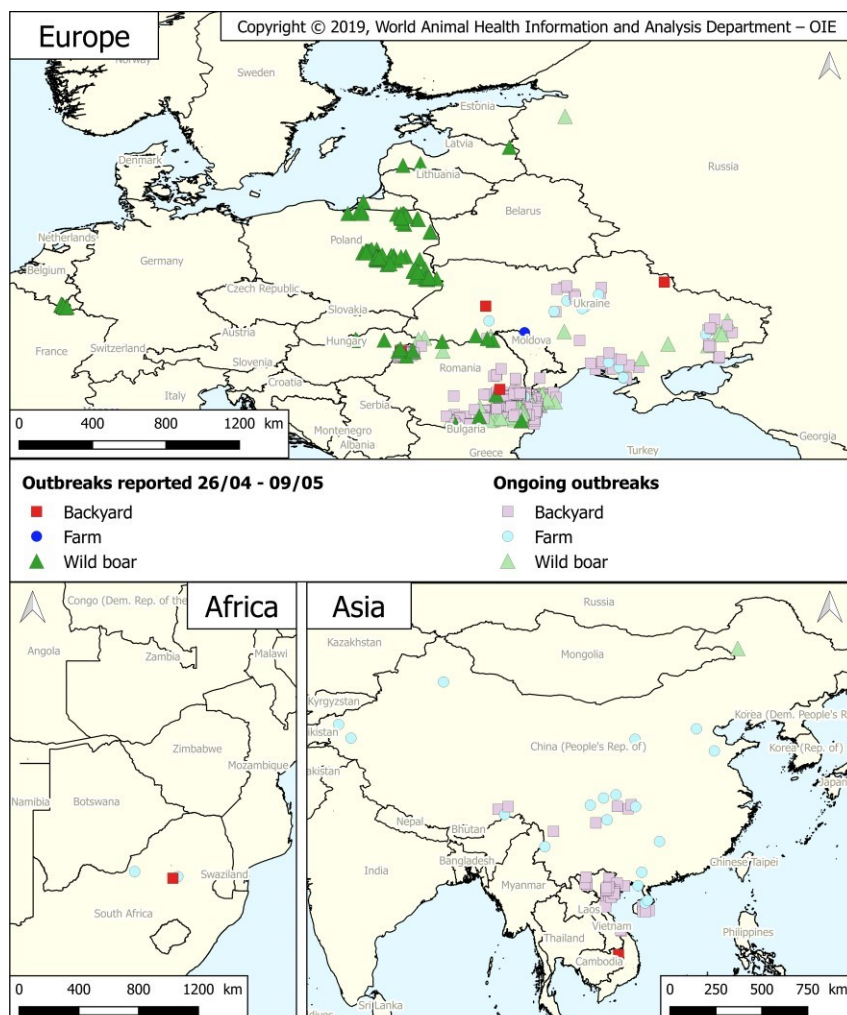 Europe
Copyright © 2019, World Animal Health Information and Analysis Department – OIE
Norway
Sweden
Estonia
Russia
Latvia
Denmark
Lithuania
Belarus
Netherlands
Poland
Germany
Belgium
Czech Republic
Ukraine
Slovakia
France
Austria
Hungary
Moldova
Switzerland
Slovenia
Romania
Croatia
Italy
Serbia
Montenegro
Bulgaria
Albania
Georgia
Greece
Turkey
0 400 800 1200 km
Outbreaks reported 26/04 - 09/05
Backyard
Farm
Wild boar
Ongoing outbreaks
Backyard
Farm
Wild boar
Africa
Congo (Dem. Rep. of the
Angola
Zambia
Malawi
Zimbabwe
Mozambique
Namibia
Botswana
Swaziland
South Africa
0 400 800 1200 km
Asia
Russia
Kazakhstan
Mongolia
Kyrgyzstan
ikistan
Korea (Dem. People's R
China (People's Rep. of)
Korea (Rep. of)
akistan
Japan
Nepal
Bhutan
Bangladesh
Chinese Taipei
India
Myanmar
Laos
Vietnam
Thailand
Philippines
Cambodia
Sri Lanka
dives
0 250 500 750 km